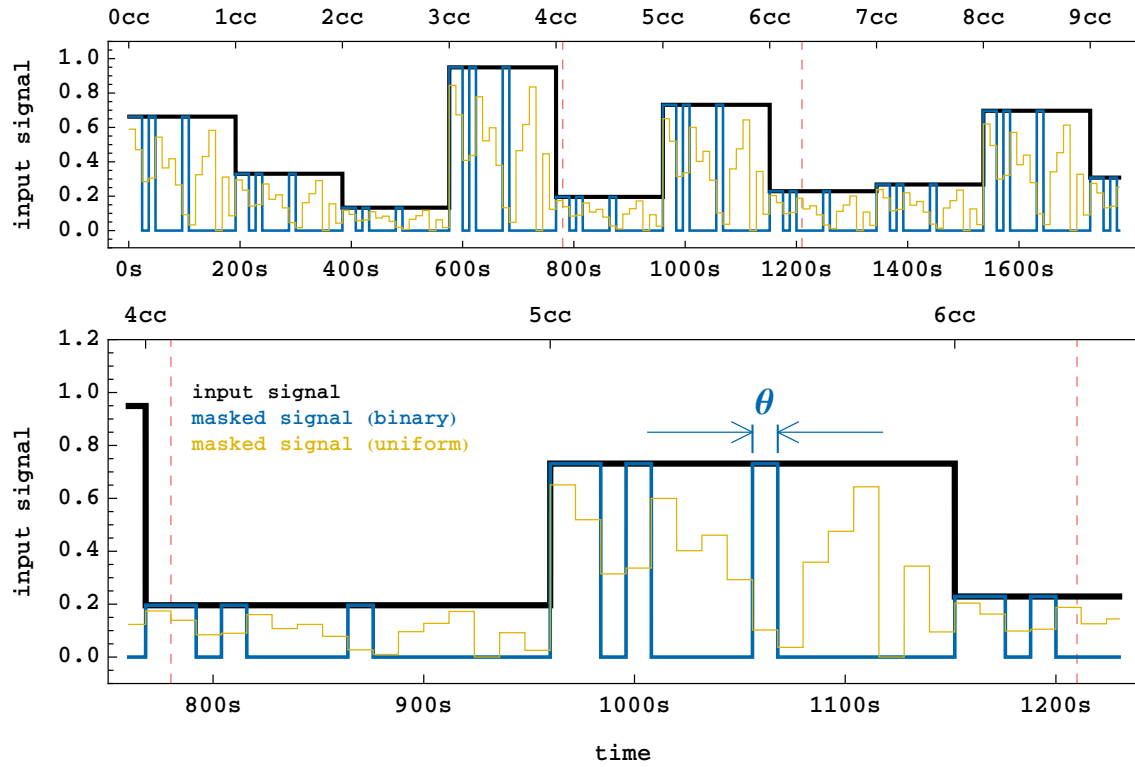 0cc 1cc 2cc 3cc 4cc 5cc 6cc 7cc 8cc 9cc
1.0
0.8
0.6
0.4
0.2
0.0
input signal
0s 200s 400s 600s 800s 1000s 1200s 1400s 1600s
4cc 5cc 6cc
1.2
1.0
0.8
0.6
0.4
0.2
0.0
input signal
input signal
masked signal (binary)
masked signal (uniform)
θ
800s 900s 1000s 1100s 1200s
time